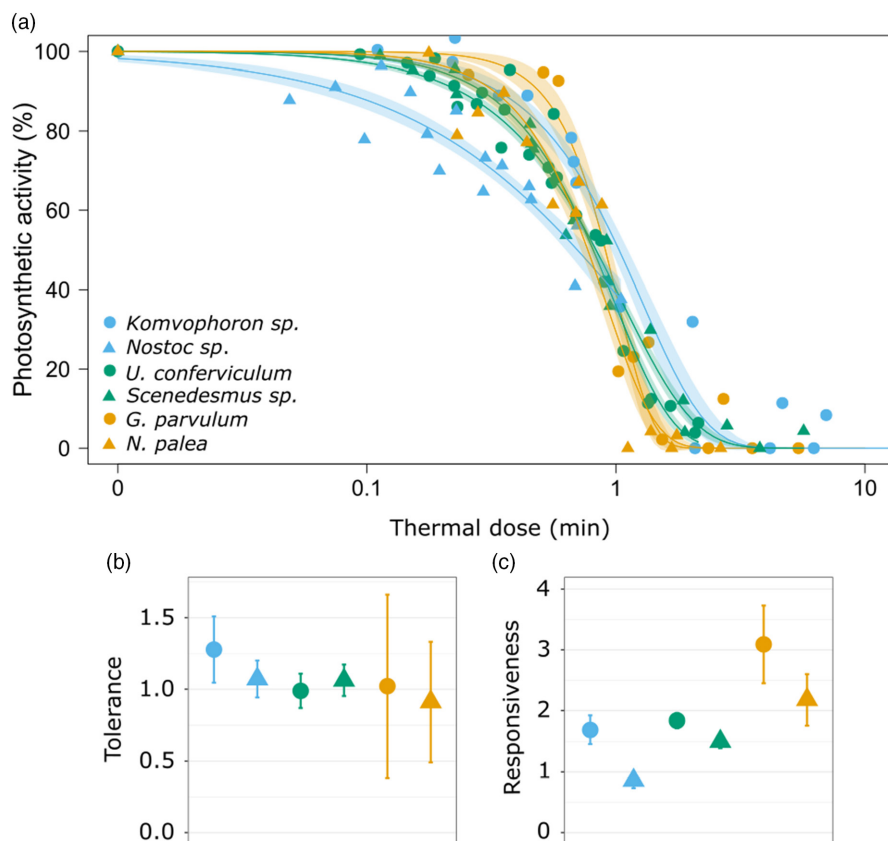 (a)
100
80
60
40
20
0
Photosynthetic activity (%)
Komvophoron sp.
Nostoc sp.
U. conferviculum
Scenedesmus sp.
G. parvulum
N. palea
0 0.1 1 10
Thermal dose (min)
(b)
1.5
1.0
0.5
0.0
Tolerance
(c)
4
3
2
1
0
Responsiveness